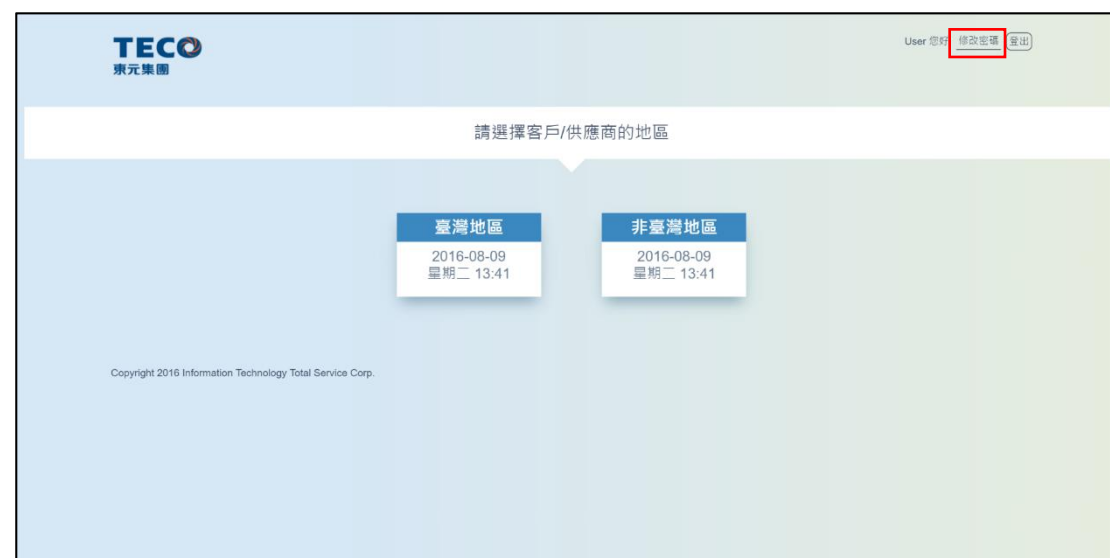 TECO
東元集團
User 您好 修改密碼 登出
請選擇客戶/供應商的地區
臺灣地區
2016-08-09
星期二 13:41
非臺灣地區
2016-08-09
星期二 13:41
Copyright 2016 Information Technology Total Service Corp.